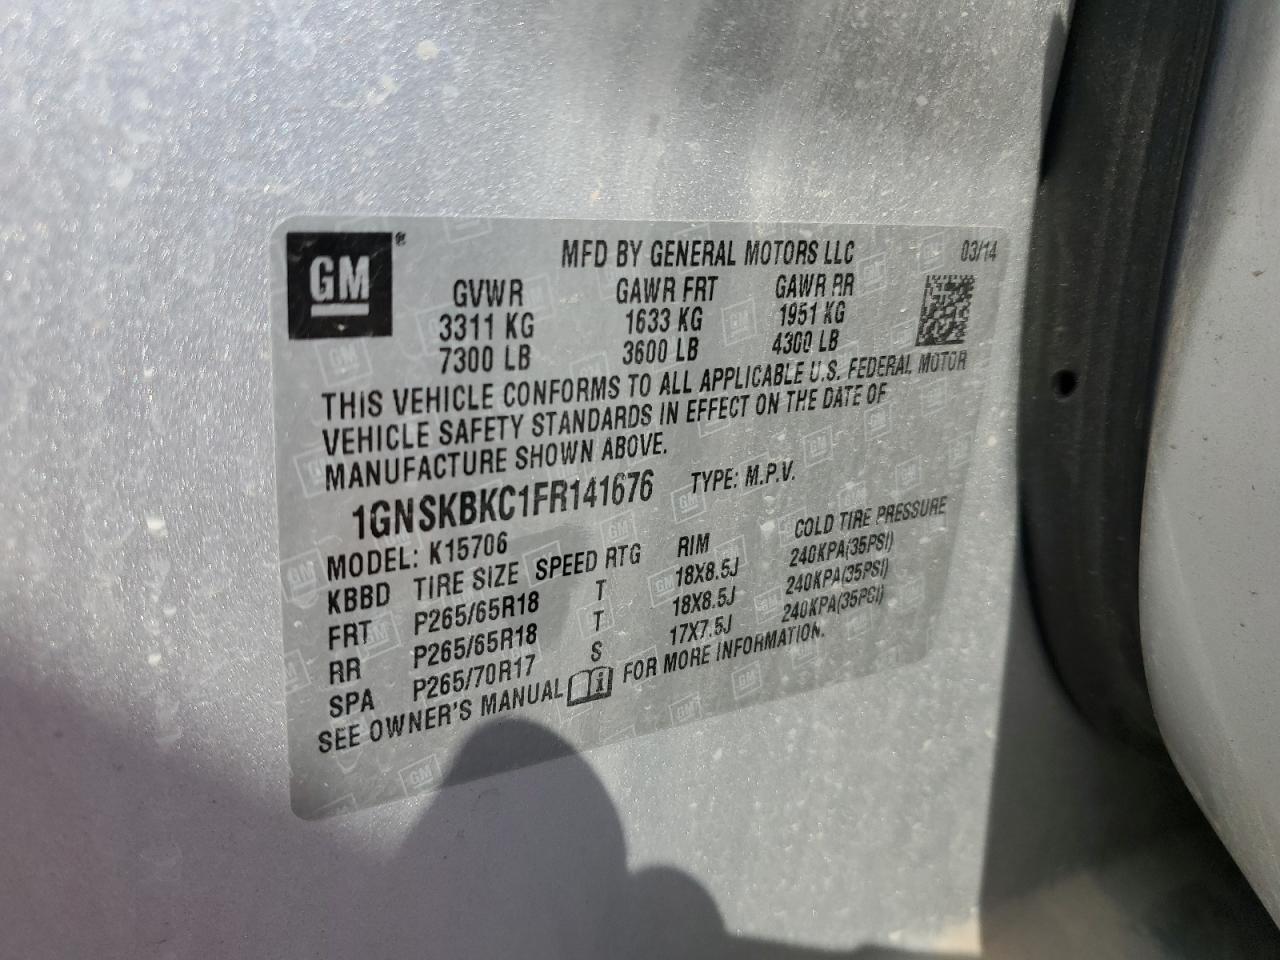 GM® MFD BY GENERAL MOTORS LLC 03/14
GVWR GAWR FRT GAWR RR
3311 KG 1633 KG 1951 KG
7300 LB 3600 LB 4300 LB
THIS VEHICLE CONFORMS TO ALL APPLICABLE U.S. FEDERAL MOTOR
VEHICLE SAFETY STANDARDS IN EFFECT ON THE DATE OF
MANUFACTURE SHOWN ABOVE.
1GNSKBKC1FR141676 TYPE: M.P.V.
MODEL: K15706
KBBD TIRE SIZE SPEED RTG RIM COLD TIRE PRESSURE
FRT P265/65R18 T 18X8.5J 240KPA(35PSI)
RR P265/65R18 T 18X8.5J 240KPA(35PSI)
SPA P265/70R17 S 17X7.5J 240KPA(35PSI)
SEE OWNER'S MANUAL i FOR MORE INFORMATION.